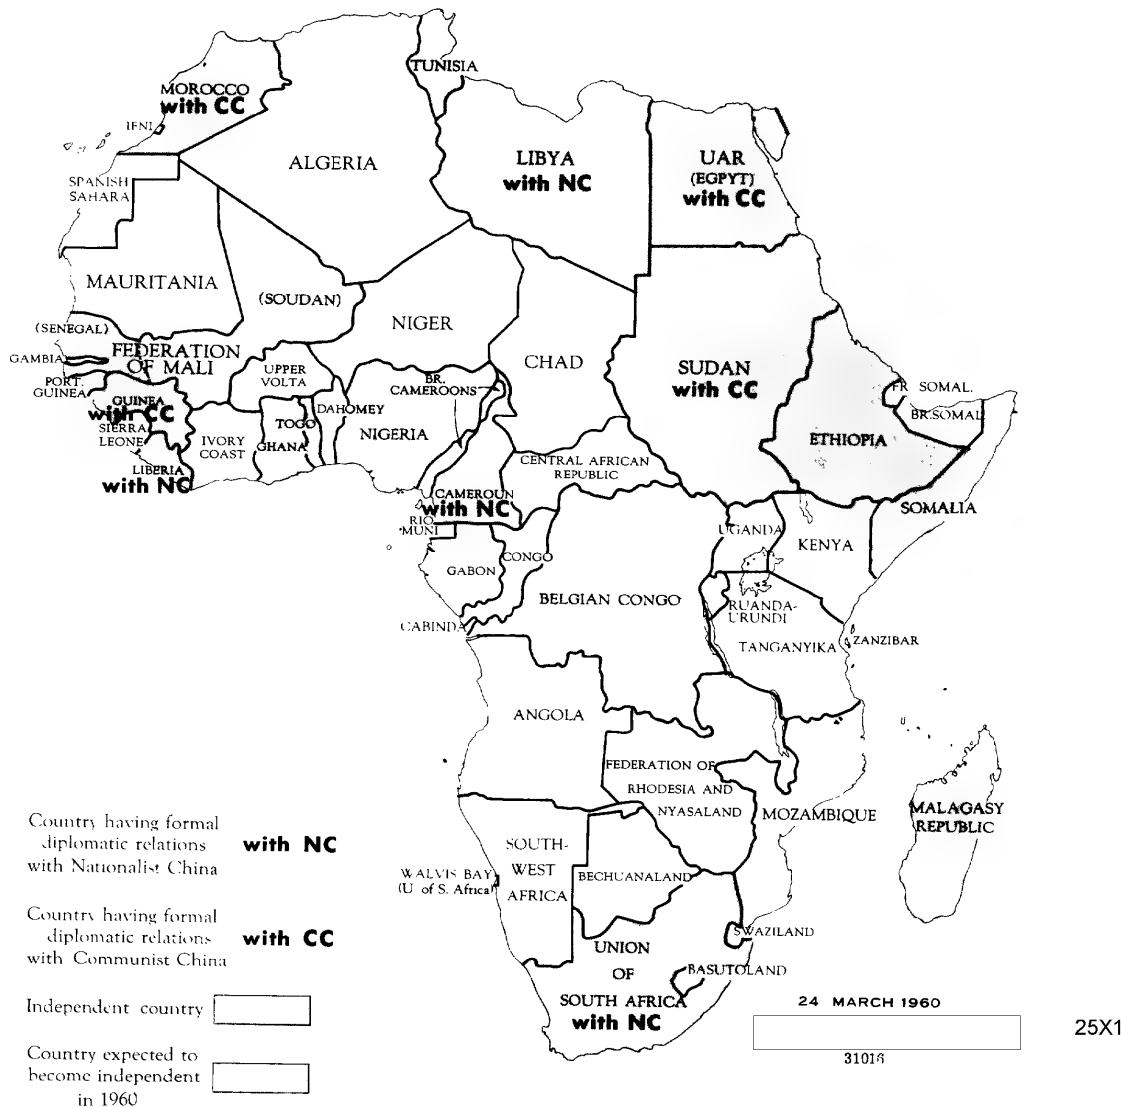 TUNISIA
MOROCCO
with CC
IFNI
ALGERIA
LIBYA
with NC
UAR
(EGPYT)
with CC
SPANISH
SAHARA
MAURITANIA
(SOUDAN)
(SENEGAL)
NIGER
GAMBIA
FEDERATION
OF MALI
CHAD
SUDAN
with CC
UPPER
VOLTA
BR.
CAMEROONS
PORT.
GUINEA
GUINEA
with CC
FR SOMAL.
BR.SOMAL
SIERRA
LEONE
DAHOMEY
TOGO
NIGERIA
IVORY
COAST
GHANA
ETHIOPIA
LIBERIA
with NC
CENTRAL AFRICAN
REPUBLIC
CAMEROUN
with NC
SOMALIA
RIO
MUNI
UGANDA
KENYA
CONGO
GABON
BELGIAN CONGO
RUANDA-
URUNDI
CABINDA
TANGANYIKA
ZANZIBAR
ANGOLA
FEDERATION OF
RHODESIA AND
NYASALAND
MOZAMBIQUE
MALAGASY
REPUBLIC
SOUTH-
WEST
AFRICA
WALVIS BAY
(U of S. Africa)
BECHUANALAND
SWAZILAND
UNION
OF
SOUTH AFRICA
with NC
BASUTOLAND
Country having formal
diplomatic relations
with Nationalist China
with NC
Country having formal
diplomatic relations
with Communist China
with CC
Independent country
Country expected to
become independent
in 1960
24 MARCH 1960
25X1
31016